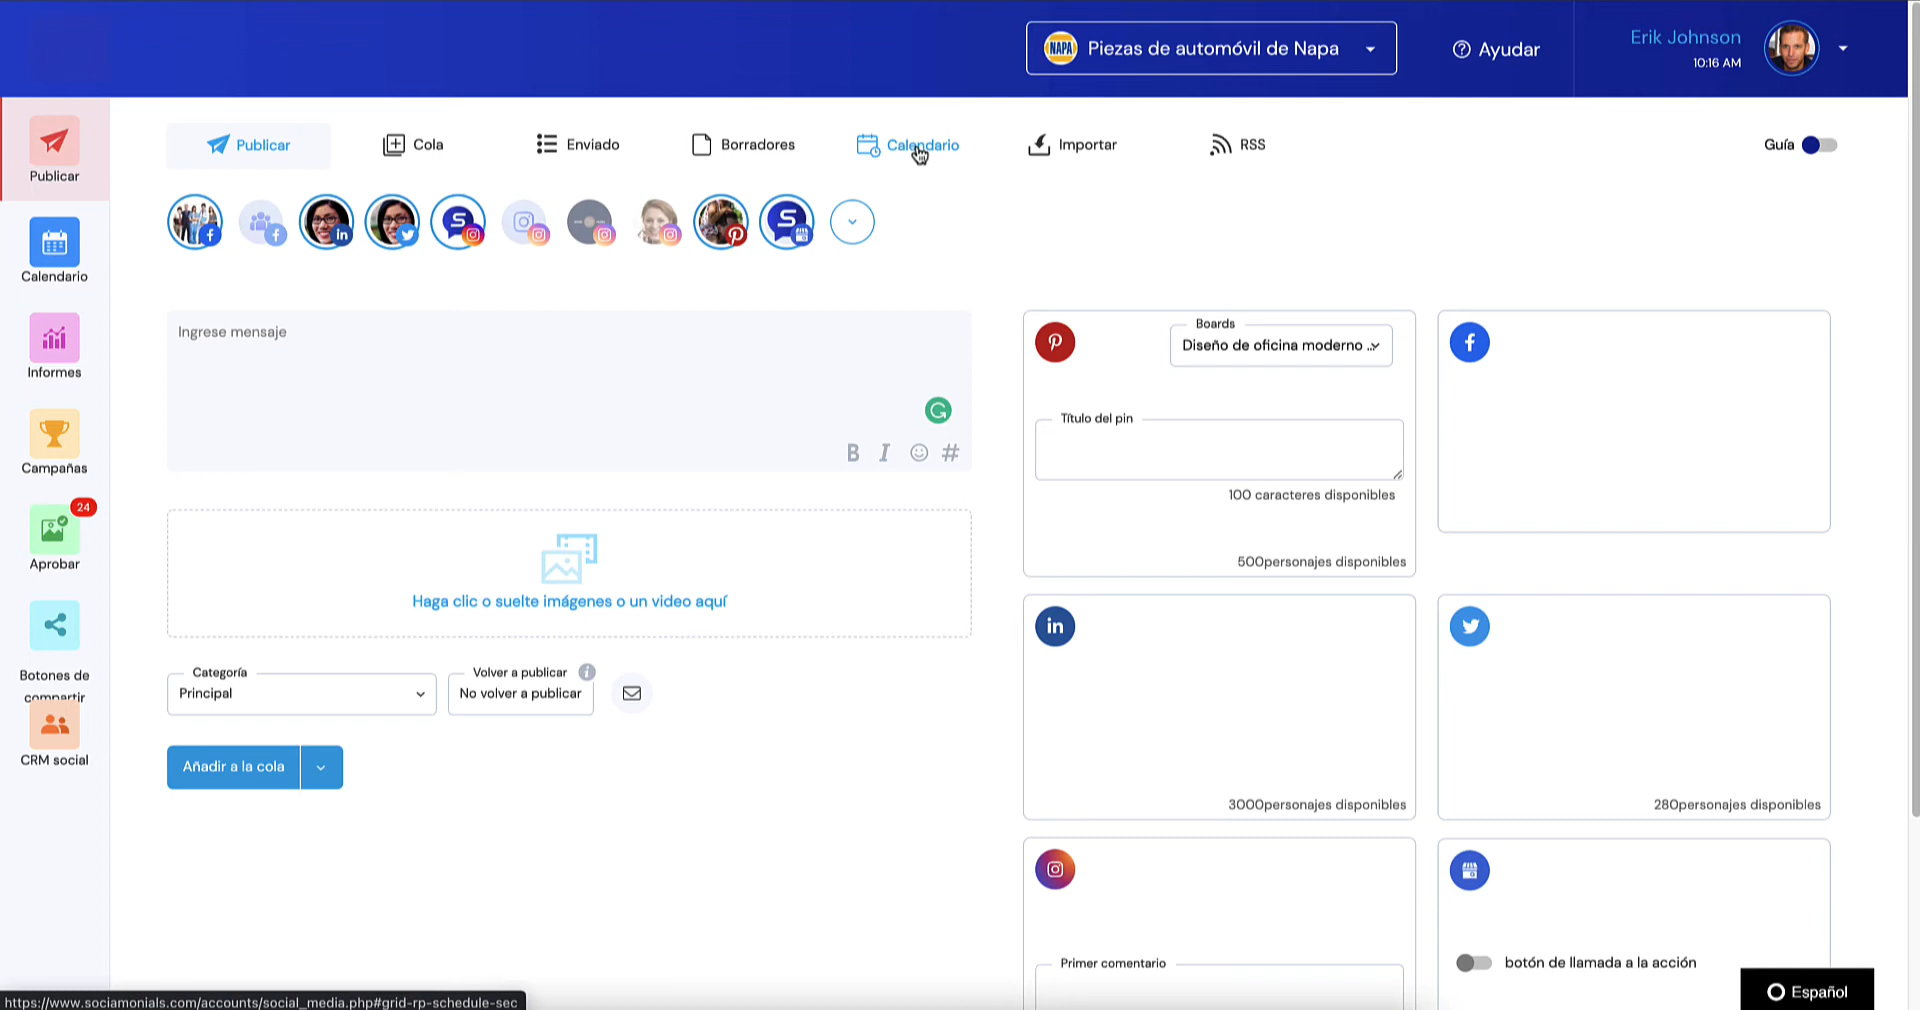 NAPA Piezas de automóvil de Napa
Ayudar
Erik Johnson
10:16 AM
Publicar
Cola
Enviado
Borradores
Calendario
Importar
RSS
Guía
Publicar
Calendario
Informes
Campañas
24
Aprobar
Botones de
compartir
CRM social
Ingrese mensaje
B I #
Haga clic o suelte imágenes o un video aquí
Categoría
Principal
Volver a publicar i
No volver a publicar
Añadir a la cola
Boards
Diseño de oficina moderno ..
Título del pin
100 caracteres disponibles
500personajes disponibles
3000personajes disponibles
280personajes disponibles
Primer comentario
botón de llamada a la acción
Español
https://www.sociamonials.com/accounts/social_media.php#grid-rp-schedule-sec